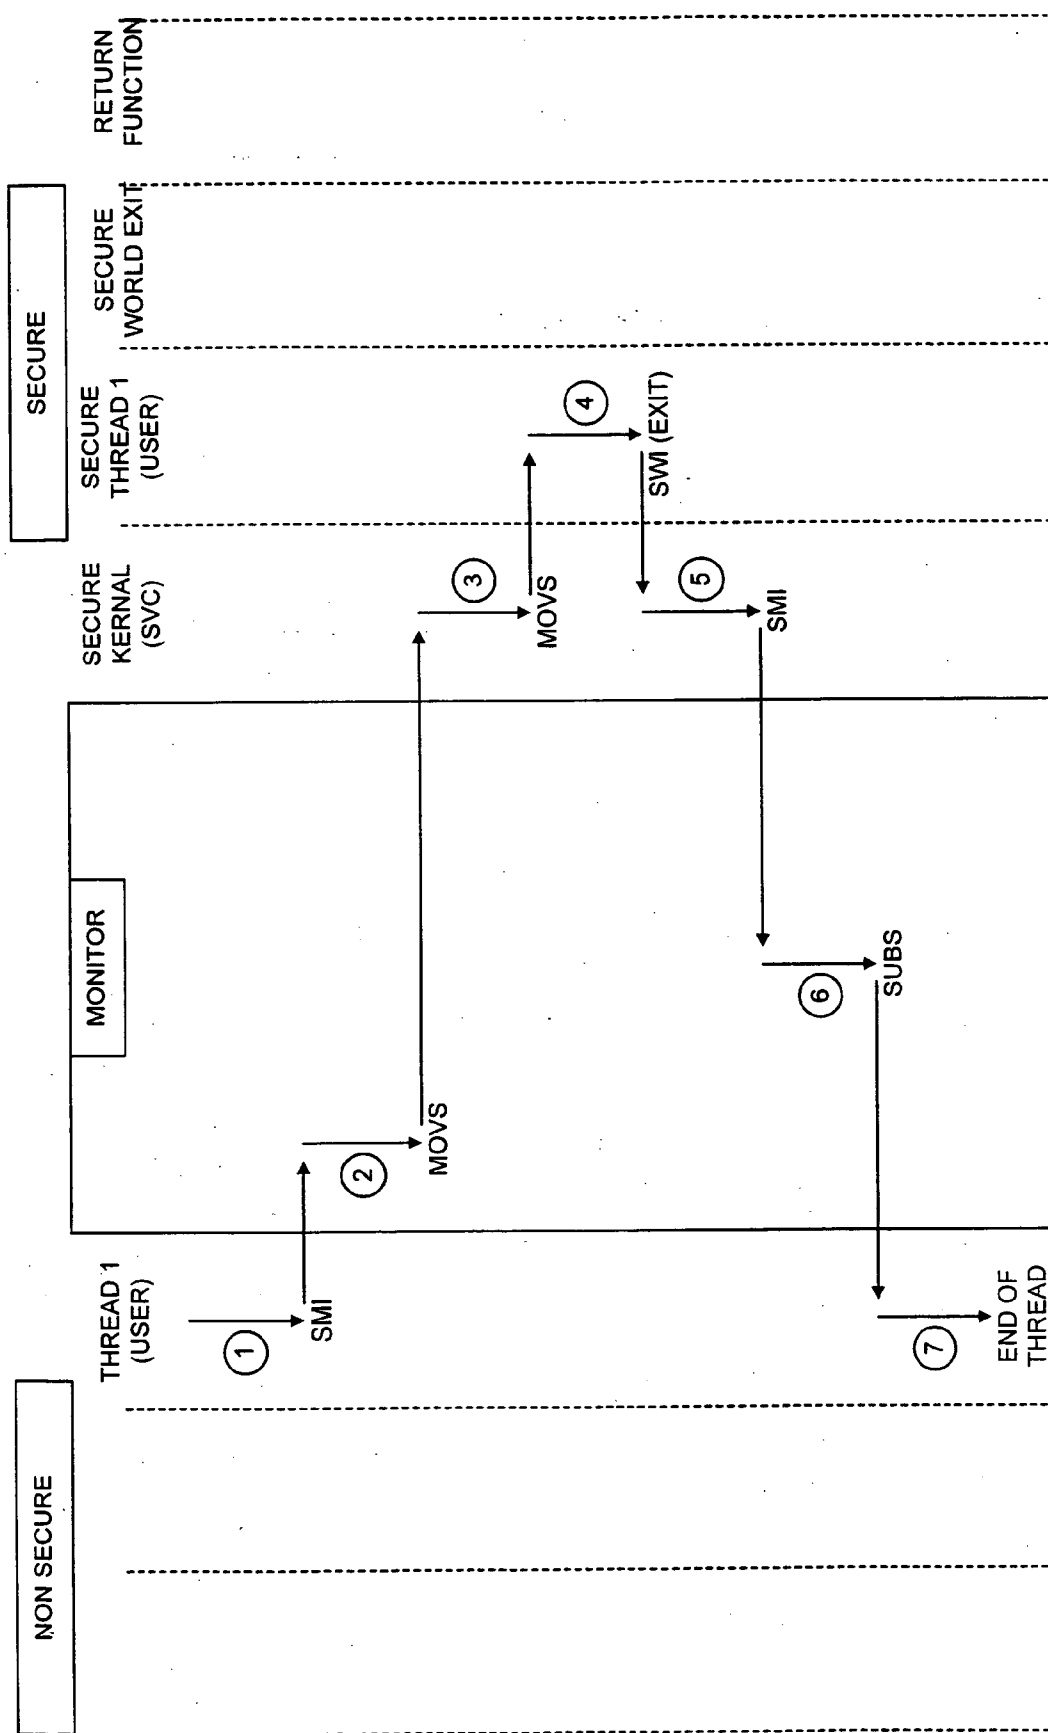 NON SECURE
SECURE
MONITOR
THREAD 1
(USER)
SECURE
KERNAL
(SVC)
SECURE
THREAD 1
(USER)
SECURE
WORLD EXIT
RETURN
FUNCTION
1
SMI
2
MOVS
3
MOVS
4
SWI (EXIT)
5
SMI
6
SUBS
7
END OF
THREAD